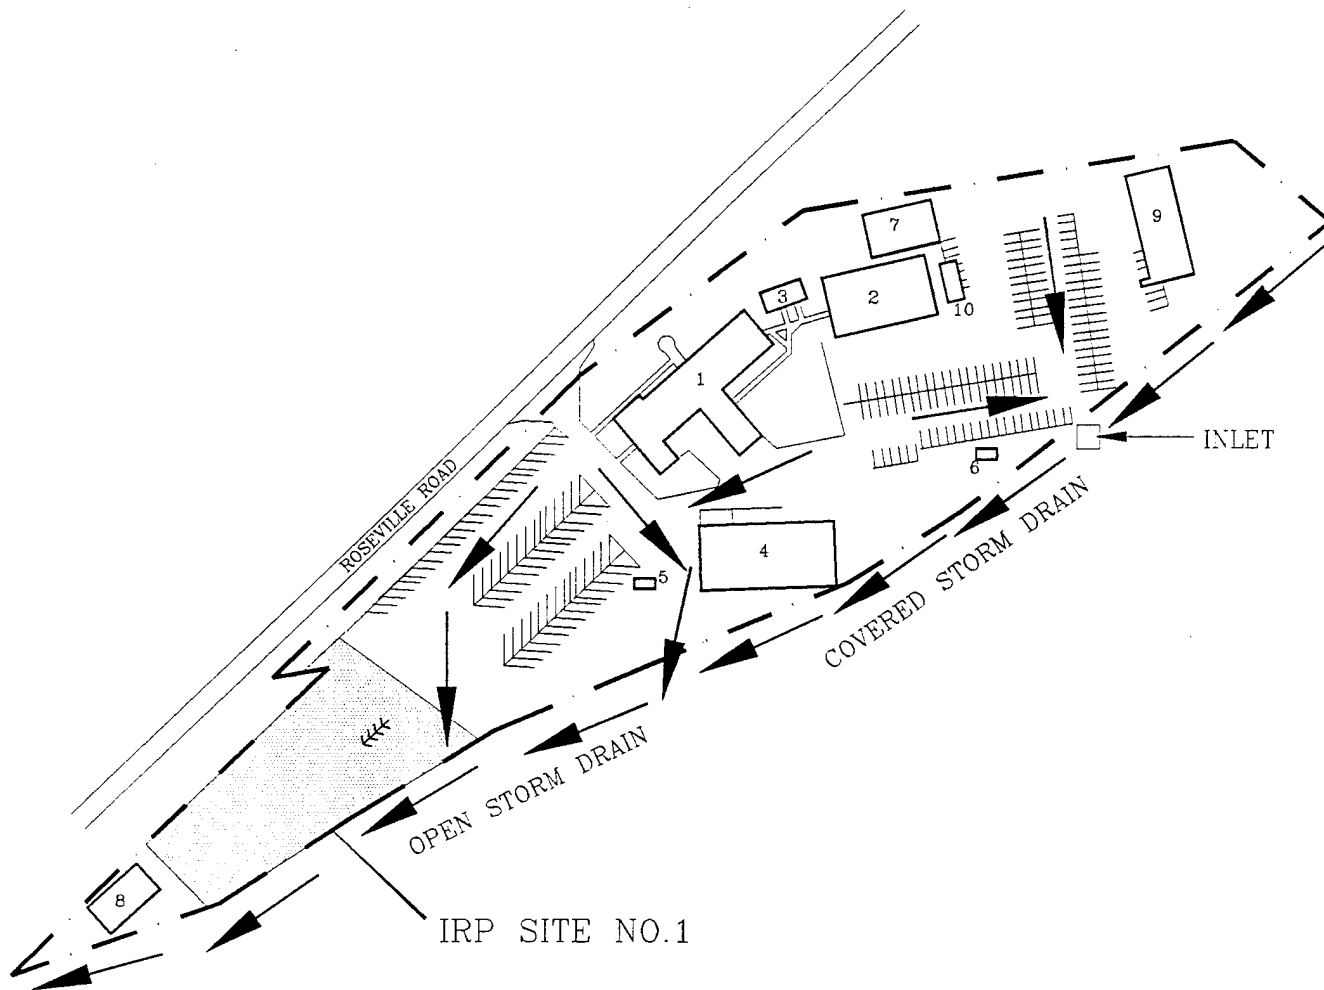 9
7
3
2
10
1
INLET
6
ROSEVILLE ROAD
4
5
COVERED STORM DRAIN
OPEN STORM DRAIN
8
IRP SITE NO.1